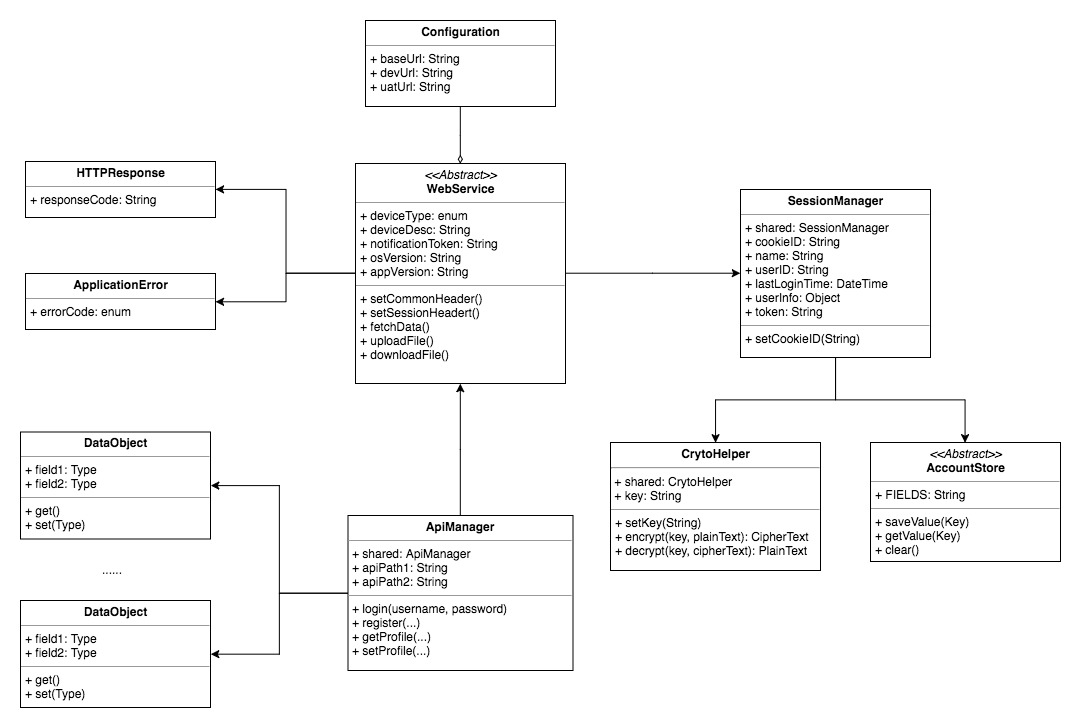 Configuration
+ baseUrl: String
+ devUrl: String
+ uatUrl: String
HTTPResponse
+ responseCode: String
ApplicationError
+ errorCode: enum
<<Abstract>>
WebService
+ deviceType: enum
+ deviceDesc: String
+ notificationToken: String
+ osVersion: String
+ appVersion: String
+ setCommonHeader()
+ setSessionHeadert()
+ fetchData()
+ uploadFile()
+ downloadFile()
SessionManager
+ shared: SessionManager
+ cookieID: String
+ name: String
+ userID: String
+ lastLoginTime: DateTime
+ userInfo: Object
+ token: String
+ setCookieID(String)
DataObject
+ field1: Type
+ field2: Type
+ get()
+ set(Type)
......
DataObject
+ field1: Type
+ field2: Type
+ get()
+ set(Type)
ApiManager
+ shared: ApiManager
+ apiPath1: String
+ apiPath2: String
+ login(username, password)
+ register(...)
+ getProfile(...)
+ setProfile(...)
CrytoHelper
+ shared: CrytoHelper
+ key: String
+ setKey(String)
+ encrypt(key, plainText): CipherText
+ decrypt(key, cipherText): PlainText
<<Abstract>>
AccountStore
+ FIELDS: String
+ saveValue(Key)
+ getValue(Key)
+ clear()